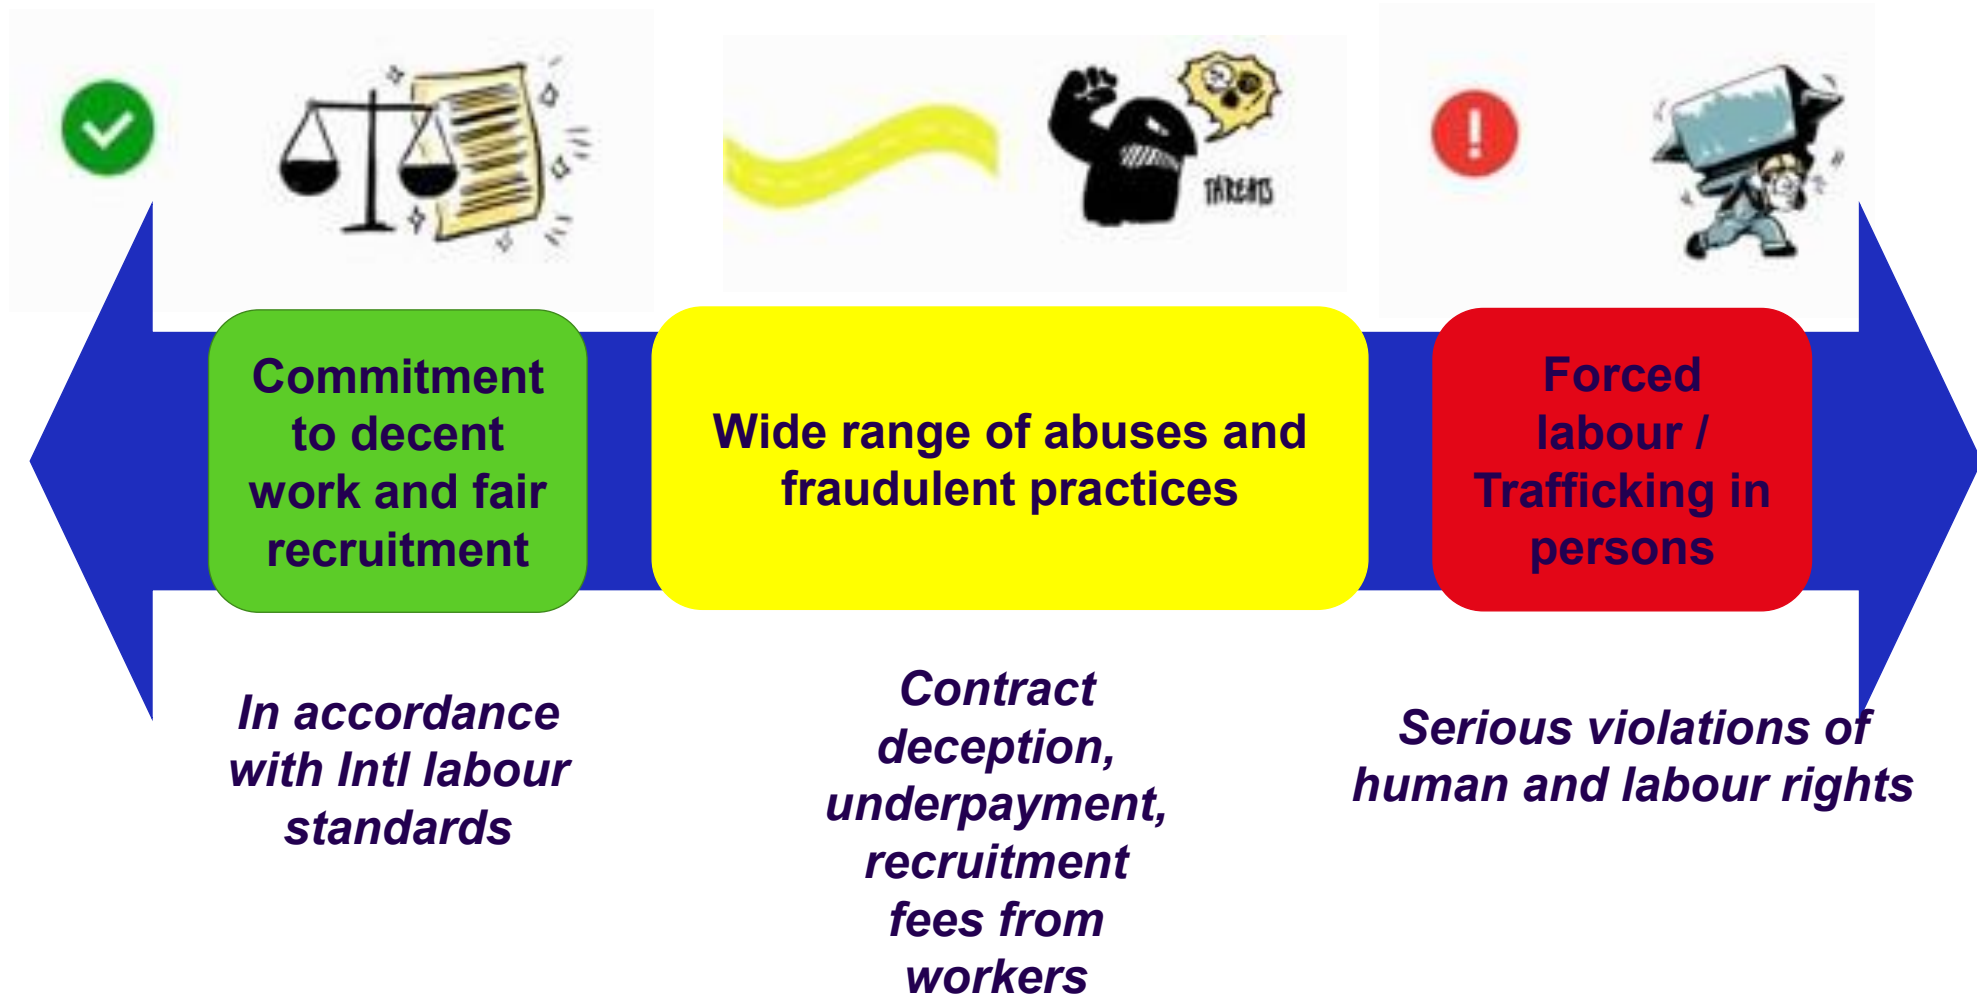 THREATS
Commitment
to decent
work and fair
recruitment
Wide range of abuses and
fraudulent practices
Forced
labour /
Trafficking in
persons
In accordance
with Intl labour
standards
Contract
deception,
underpayment,
recruitment
fees from
workers
Serious violations of
human and labour rights